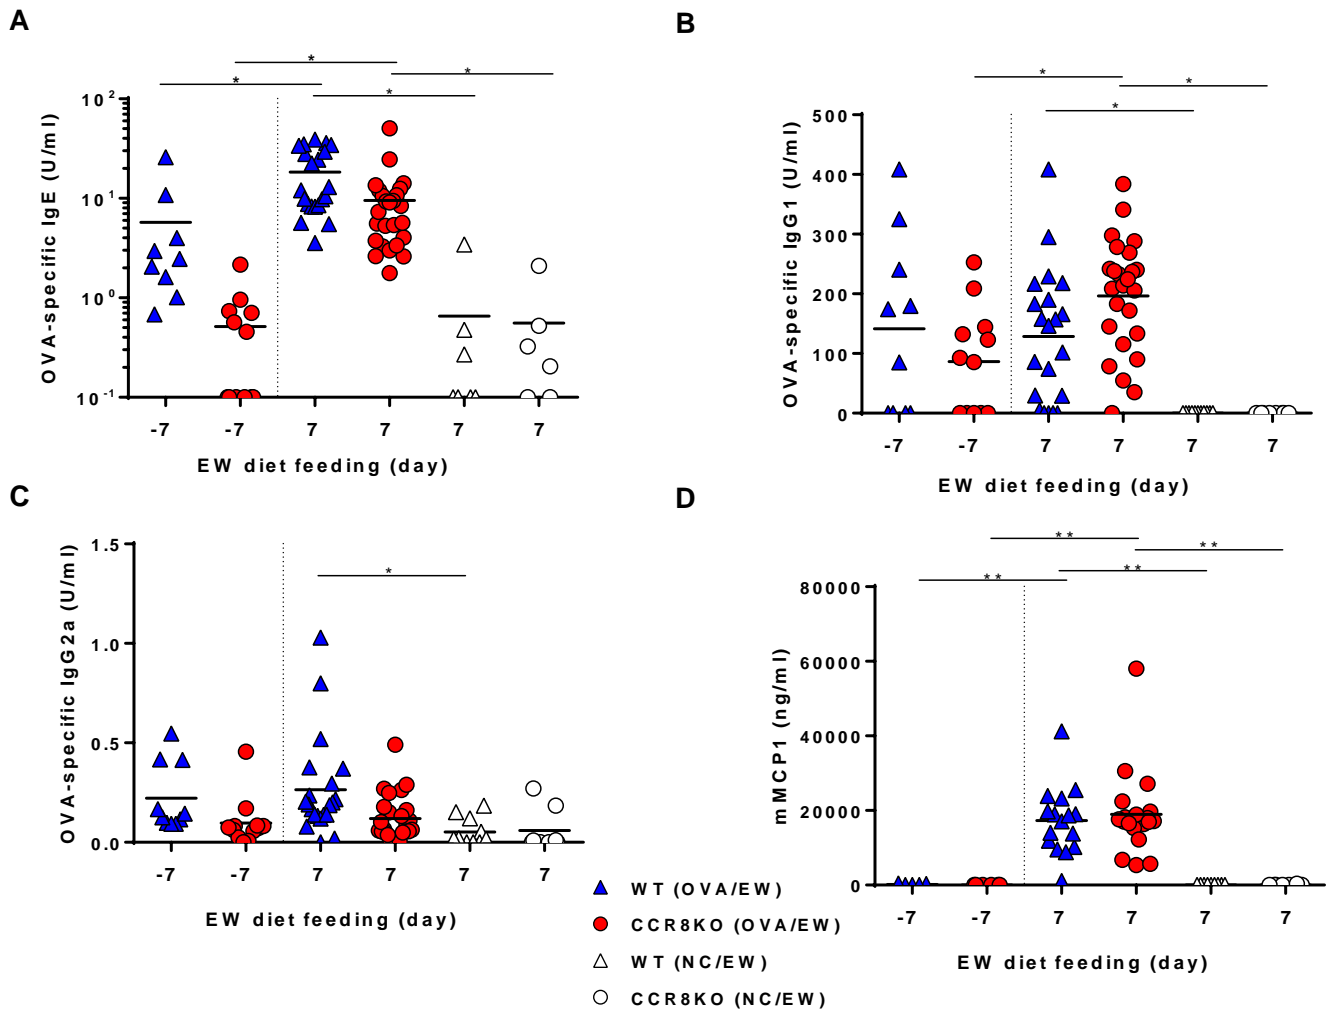 A
OVA-specific IgE (U/ml)
* * * *
10²
10¹
10⁰
10⁻¹
-7 -7 7 7 7 7
EW diet feeding (day)
B
OVA-specific IgG1 (U/ml)
* * *
500
400
300
200
100
0
-7 -7 7 7 7 7
EW diet feeding (day)
C
OVA-specific IgG2a (U/ml)
*
1.5
1.0
0.5
0.0
-7 -7 7 7 7 7
EW diet feeding (day)
D
mMCP1 (ng/ml)
** ** ** **
80000
60000
40000
20000
0
-7 -7 7 7 7 7
EW diet feeding (day)
WT (OVA/EW)
CCR8KO (OVA/EW)
WT (NC/EW)
CCR8KO (NC/EW)